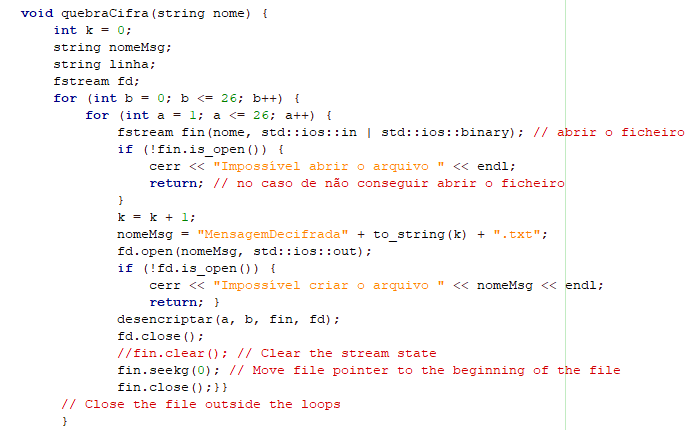 void quebraCifra(string nome) {
int k = 0;
string nomeMsg;
string linha;
fstream fd;
for (int b = 0; b <= 26; b++) {
for (int a = 1; a <= 26; a++) {
fstream fin(nome, std::ios::in | std::ios::binary); // abrir o ficheiro
if (!fin.is_open()) {
cerr << "Impossível abrir o arquivo " << endl;
return; // no caso de não conseguir abrir o ficheiro
}
k = k + 1;
nomeMsg = "MensagemDecifrada" + to_string(k) + ".txt";
fd.open(nomeMsg, std::ios::out);
if (!fd.is_open()) {
cerr << "Impossível criar o arquivo " << nomeMsg << endl;
return; }
desencriptar(a, b, fin, fd);
fd.close();
//fin.clear(); // Clear the stream state
fin.seekg(0); // Move file pointer to the beginning of the file
fin.close();}}
// Close the file outside the loops
}